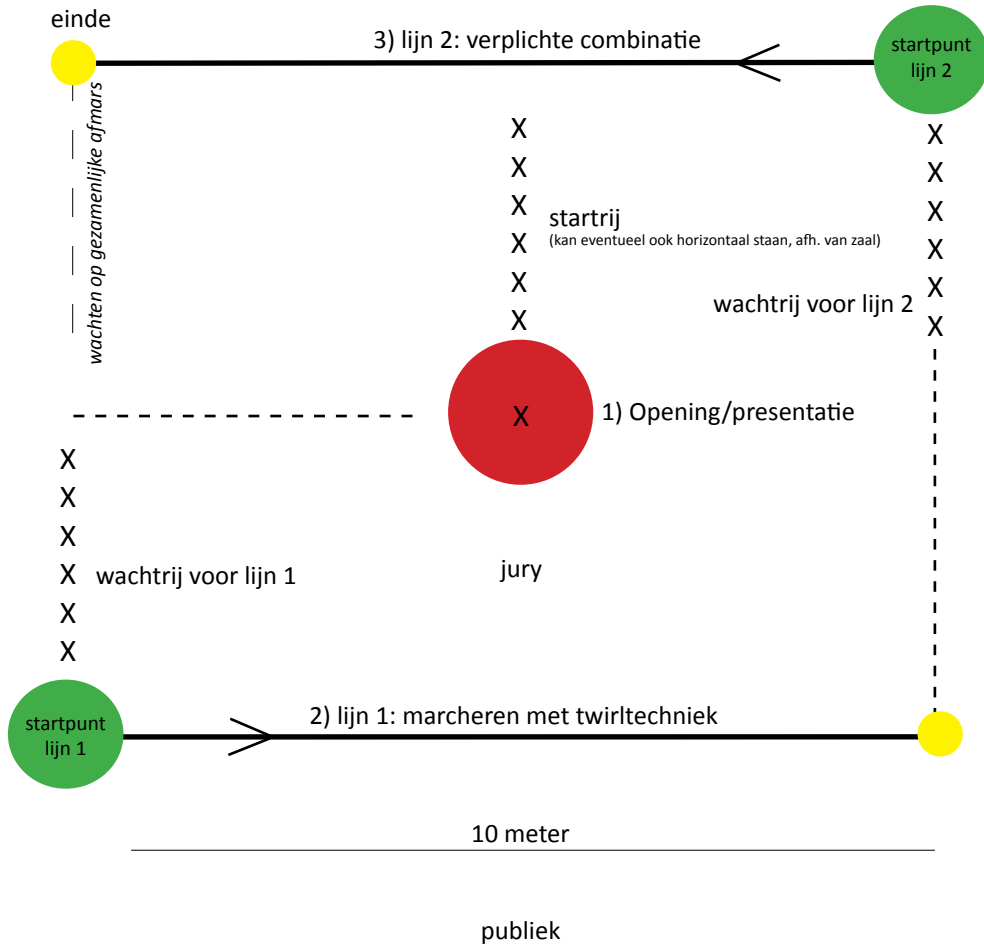 einde
3) lijn 2: verplichte combinatie
startpunt
lijn 2
wachten op gezamenlijke afmars
X
X
X
X
X
X
startrij
(kan eventueel ook horizontaal staan, afh. van zaal)
X
X
X
X
X
X
wachtrij voor lijn 2
X
1) Opening/presentatie
X
X
X
X
X
X
wachtrij voor lijn 1
jury
startpunt
lijn 1
2) lijn 1: marcheren met twirltechniek
10 meter
publiek